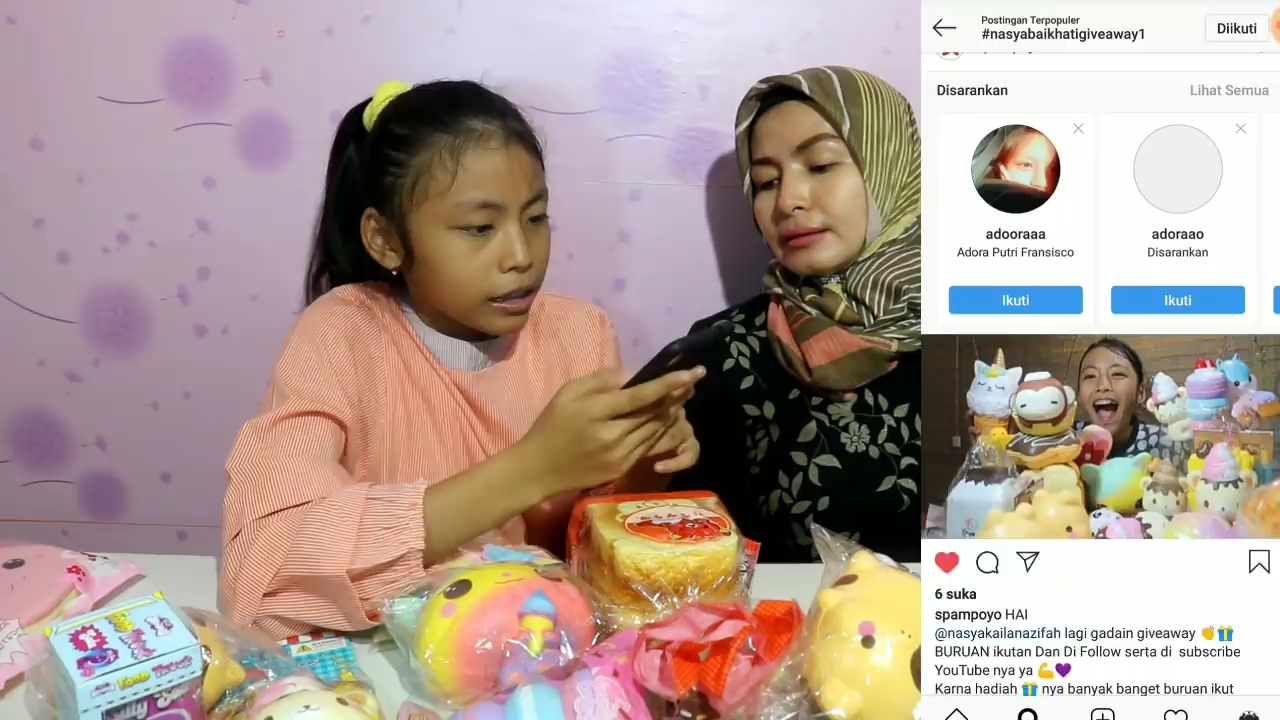 Postingan Terpopuler
#nasyabaikhatigiveaway1
Diikuti
Disarankan
Lihat Semua
adooraaa
Adora Putri Fransisco
Ikuti
adoraao
Disarankan
Ikuti
6 suka
spampoyo HAI
@nasyakailanazifah lagi gadain giveaway 👏🎁
BURUAN ikutan Dan Di Follow serta di subscribe
YouTube nya ya 💪💜
Karna hadiah 🎁 nya banyak banget buruan ikut